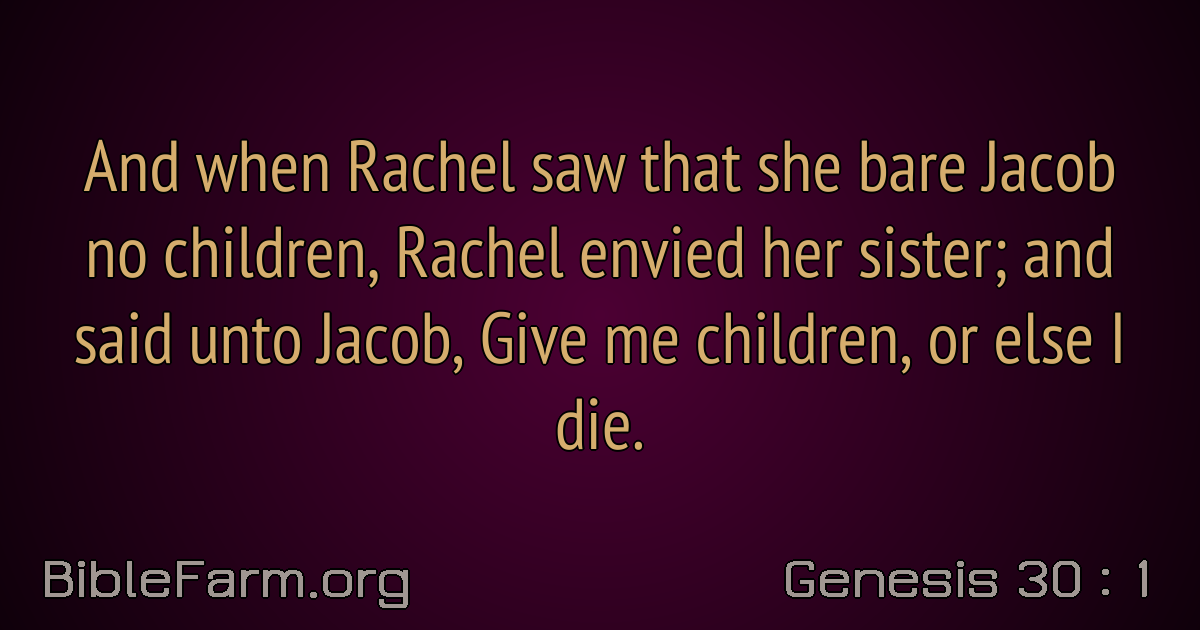 And when Rachel saw that she bare Jacob
no children, Rachel envied her sister; and
said unto Jacob, Give me children, or else I
die.
BibleFarm.org
Genesis 30 : 1